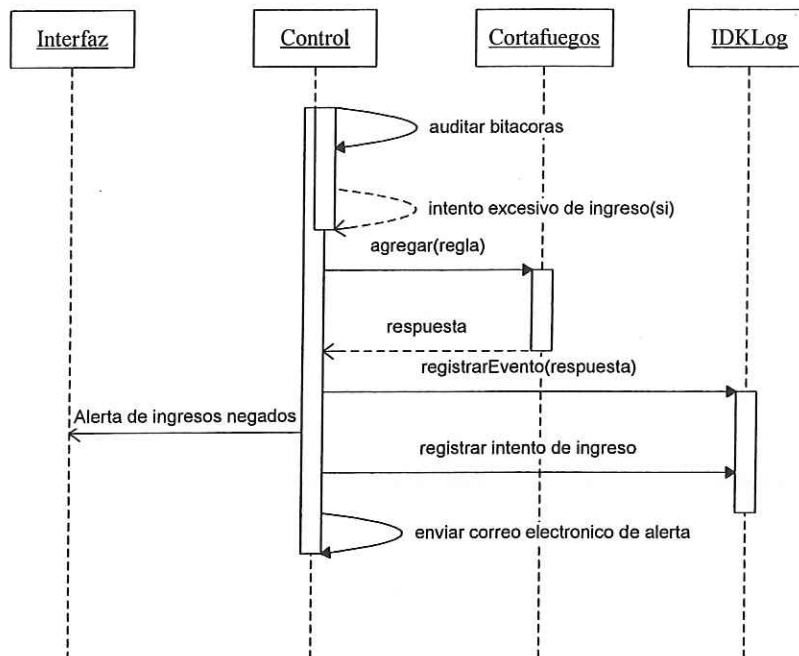 Interfaz
Control
Cortafuegos
IDKLog
auditar bitacoras
intento excesivo de ingreso(si)
agregar(regla)
respuesta
registrarEvento(respuesta)
Alerta de ingresos negados
registrar intento de ingreso
enviar correo electronico de alerta